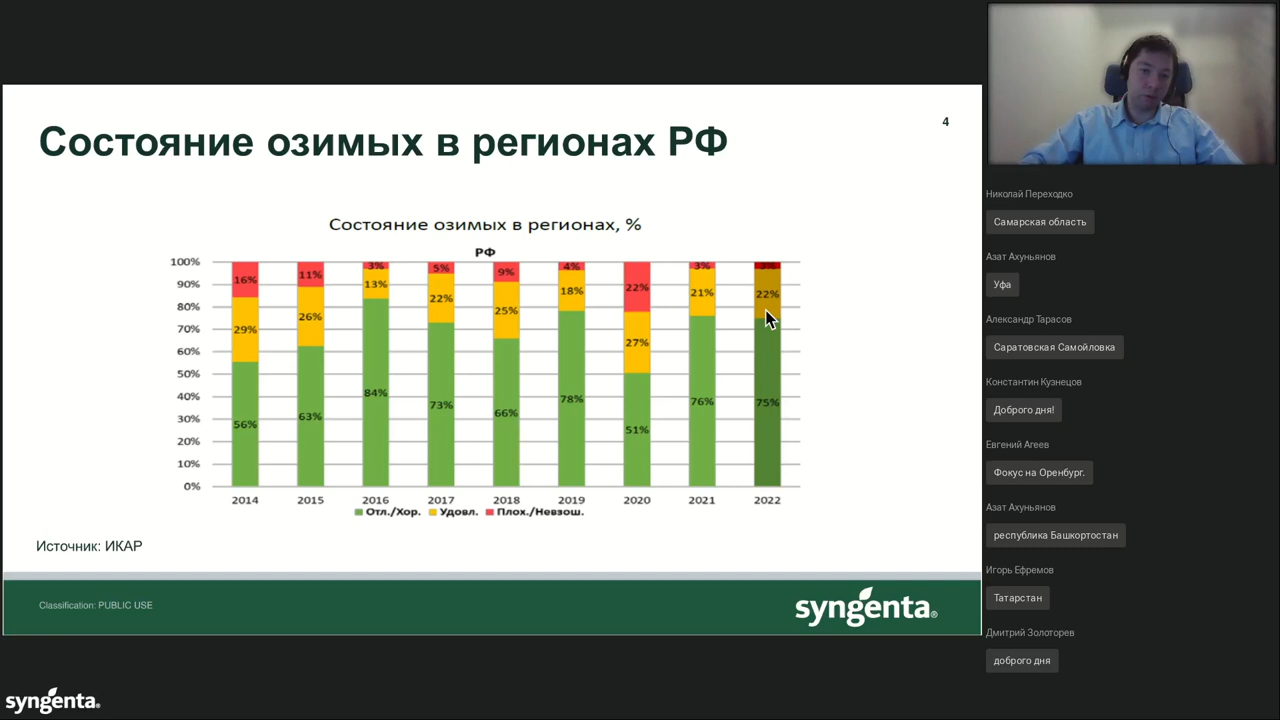 Состояние озимых в регионах РФ
4
Состояние озимых в регионах, %
РФ
100%
90%
80%
70%
60%
50%
40%
30%
20%
10%
0%
16% 11% 3% 5% 9% 4% 22% 3% 3%
29% 26% 13% 22% 25% 18% 27% 21% 22%
56% 63% 84% 73% 66% 78% 51% 76% 75%
2014 2015 2016 2017 2018 2019 2020 2021 2022
Отл./Хор. Удовл. Плох./Невзош.
Источник: ИКАР
Classification: PUBLIC USE
syngenta®
syngenta®
Николай Переходко
Самарская область
Азат Ахуньянов
Уфа
Александр Тарасов
Саратовская Самойловка
Константин Кузнецов
Доброго дня!
Евгений Агеев
Фокус на Оренбург.
Азат Ахуньянов
республика Башкортостан
Игорь Ефремов
Татарстан
Дмитрий Золоторев
доброго дня